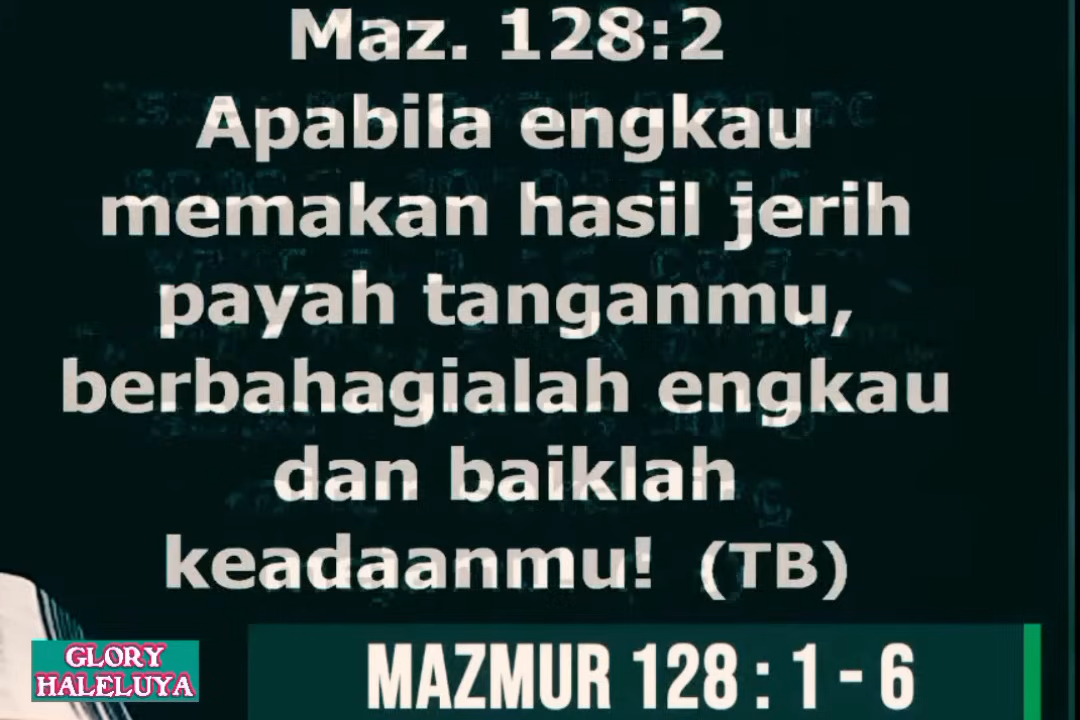 Maz. 128:2
Apabila engkau
memakan hasil jerih
payah tanganmu,
berbahagialah engkau
dan baiklah
keadaanmu! (TB)
GLORY
HALELUYA
MAZMUR 128 : 1 - 6